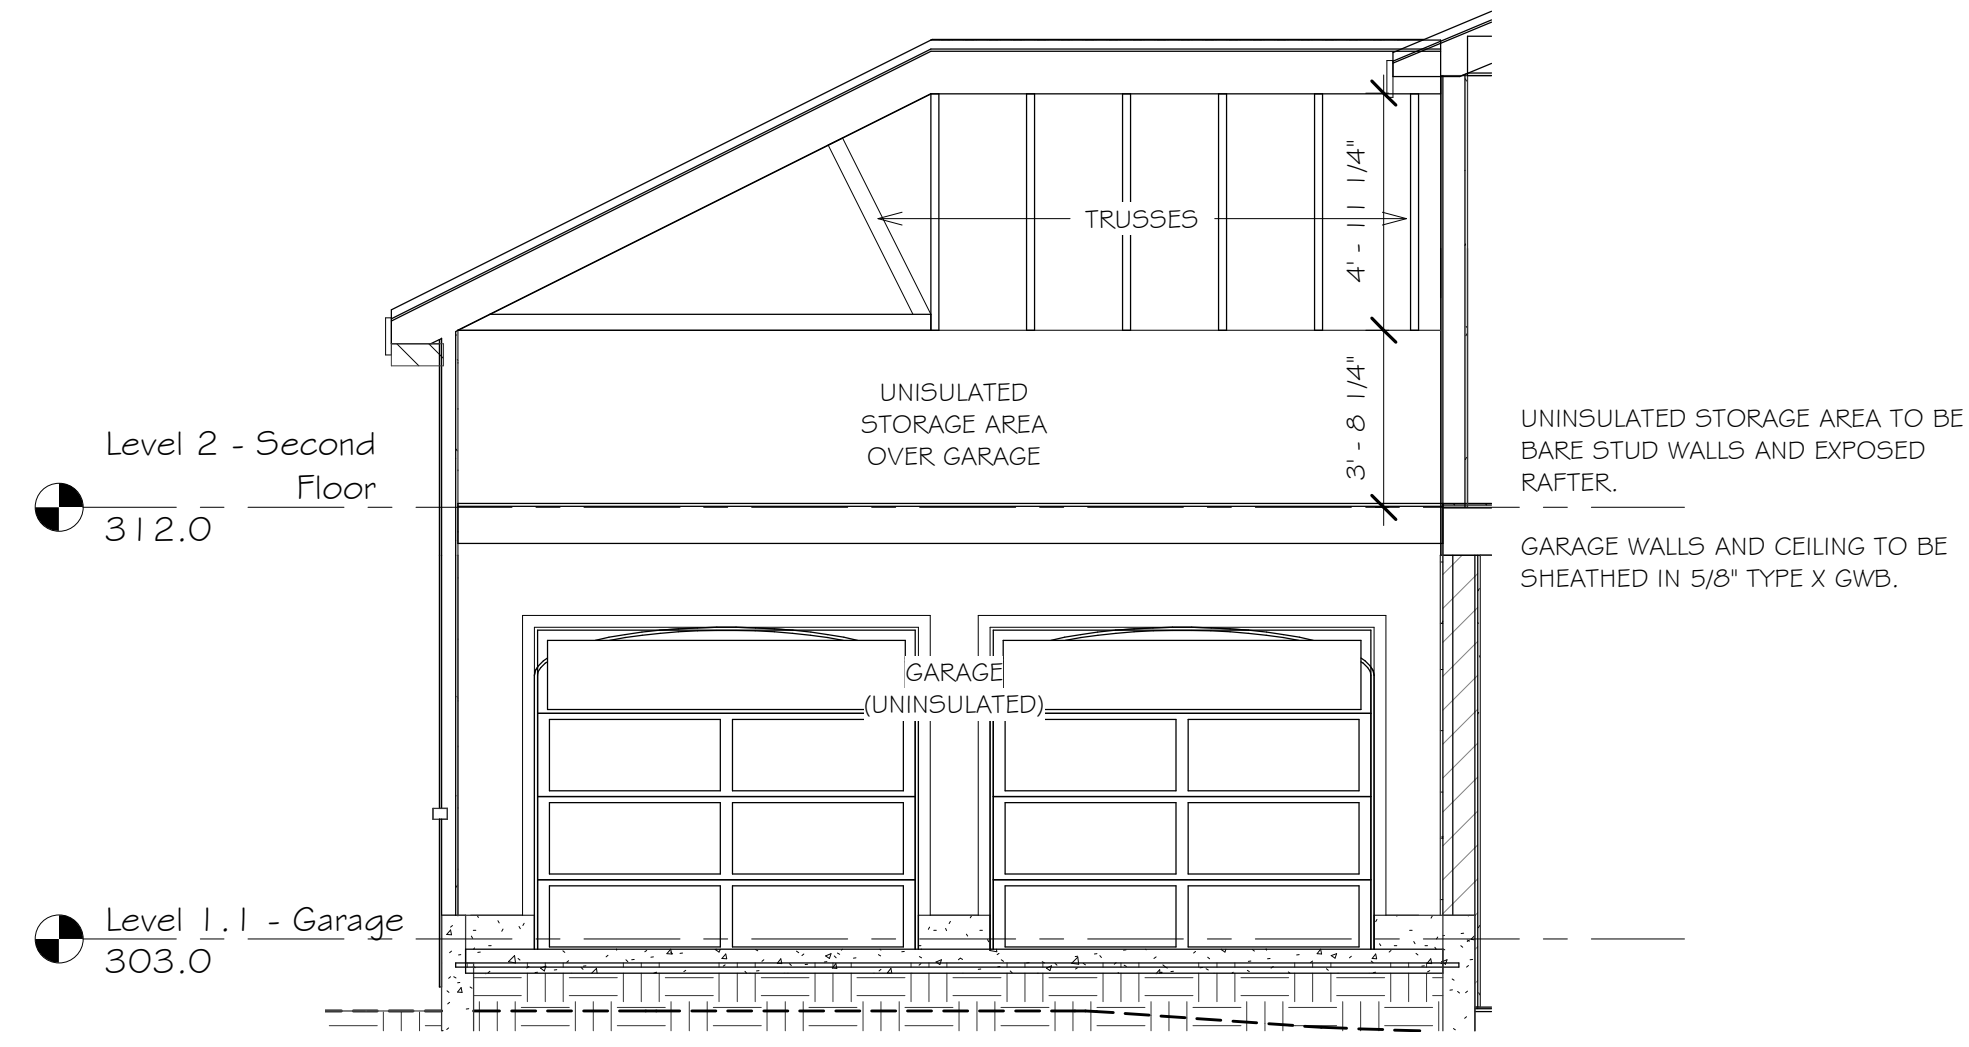 4' - 11 1/4"
TRUSSES
3' - 8 1/4"
UNISULATED
STORAGE AREA
OVER GARAGE
UNINSULATED STORAGE AREA TO BE
BARE STUD WALLS AND EXPOSED
RAFTER.
Level 2 - Second
Floor
312.0
GARAGE WALLS AND CEILING TO BE
SHEATHED IN 5/8" TYPE X GWB.
GARAGE
(UNINSULATED)
Level 1.1 - Garage
303.0